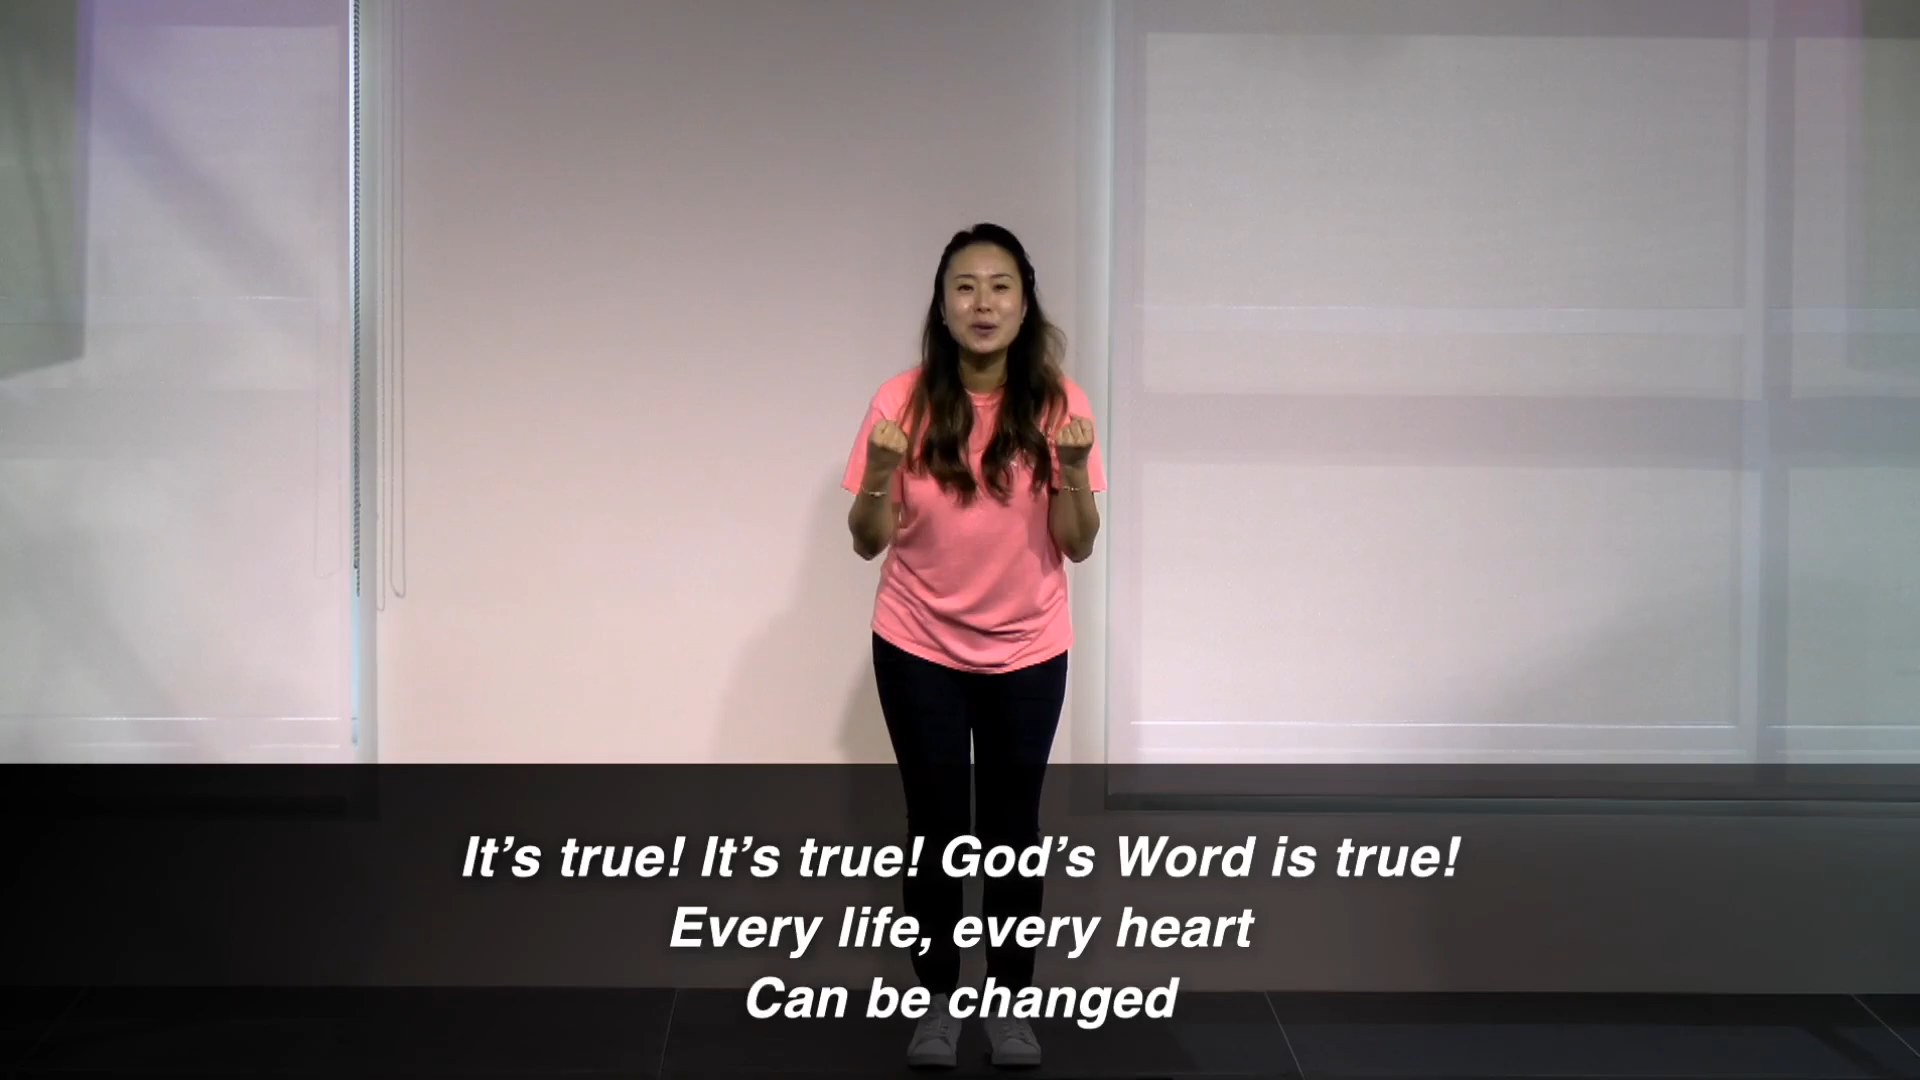 It’s true! It’s true! God’s Word is true!
Every life, every heart
Can be changed